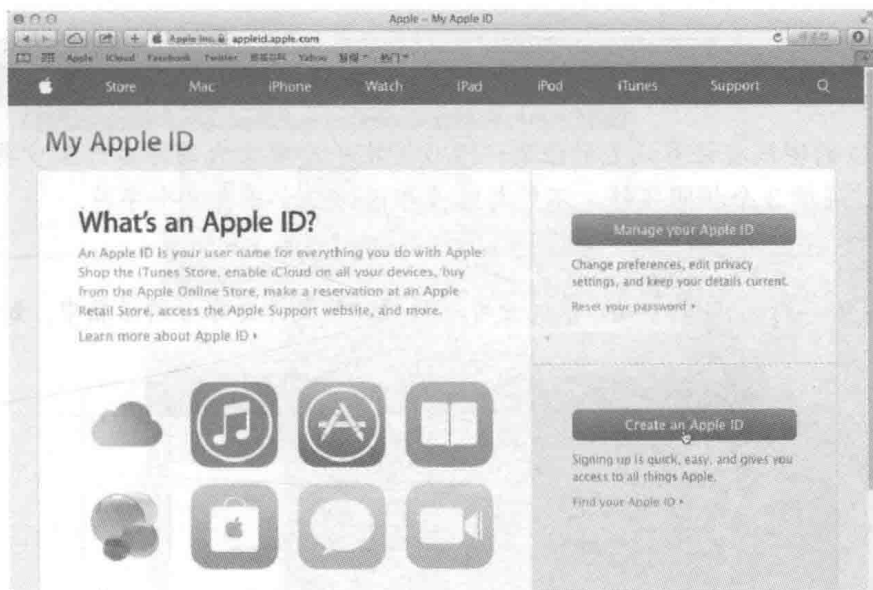 Apple – My Apple ID
Apple Inc. appleid.apple.com
Apple iCloud Facebook Twitter Yahoo 热门
Store Mac iPhone Watch iPad iPod iTunes Support
My Apple ID
What's an Apple ID?
An Apple ID is your user name for everything you do with Apple:
Shop the iTunes Store, enable iCloud on all your devices, buy
from the Apple Online Store, make a reservation at an Apple
Retail Store, access the Apple Support website, and more.
Learn more about Apple ID ›
Manage your Apple ID
Change preferences, edit privacy
settings, and keep your details current.
Reset your password ›
Create an Apple ID
Signing up is quick, easy, and gives you
access to all things Apple.
Find your Apple ID ›